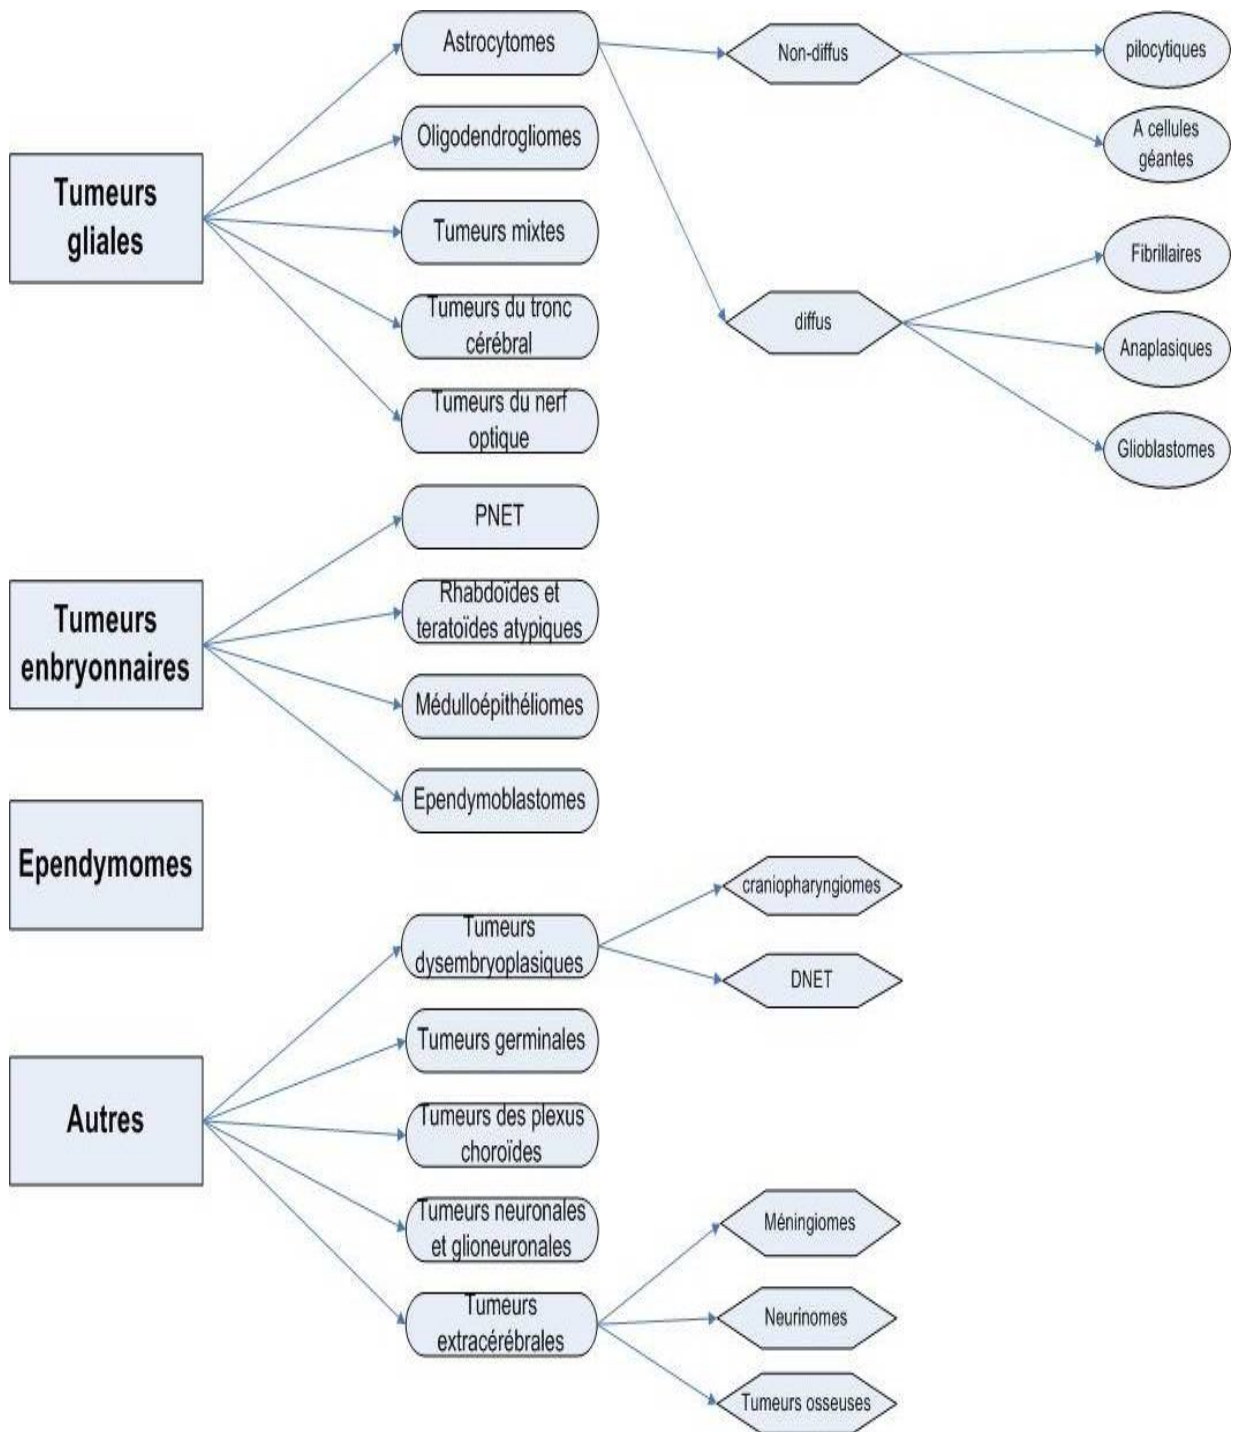 Tumeurs
gliales
Astrocytomes
Oligodendrogliomes
Tumeurs mixtes
Tumeurs du tronc
cérébral
Tumeurs du nerf
optique
Non-diffus
diffus
pilocytiques
A cellules
géantes
Fibrillaires
Anaplasiques
Glioblastomes
Tumeurs
enbryonnaires
PNET
Rhabdoïdes et
teratoïdes atypiques
Médulloépithéliomes
Ependymoblastomes
Ependymomes
Autres
Tumeurs
dysembryoplasiques
Tumeurs germinales
Tumeurs des plexus
choroïdes
Tumeurs neuronales
et glioneuronales
Tumeurs
extracérébrales
craniopharyngiomes
DNET
Méningiomes
Neurinomes
Tumeurs osseuses